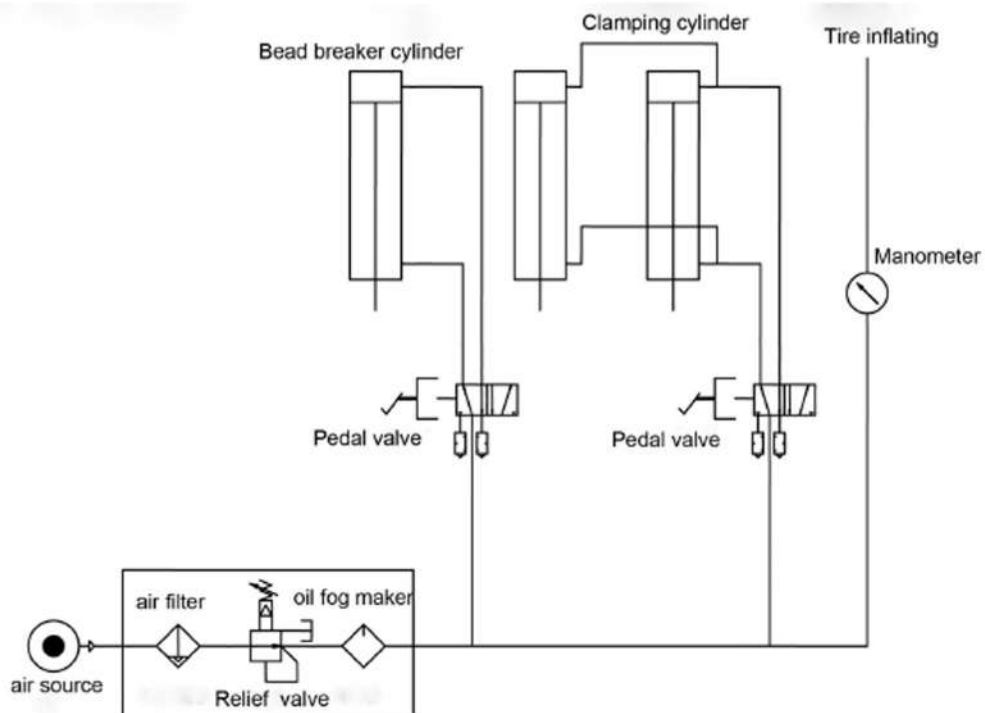 Clamping cylinder
Bead breaker cylinder
Tire inflating
Manometer
Pedal valve
Pedal valve
air filter
oil fog maker
air source
Relief valve